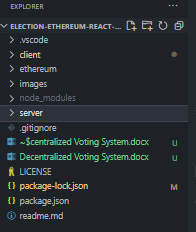 EXPLORER
ELECTION-ETHEREUM-REACT-...
.vscode
client
ethereum
images
node_modules
server
.gitignore
~$centralized Voting System.docx U
Decentralized Voting System.docx U
LICENSE
package-lock.json M
package.json
readme.md